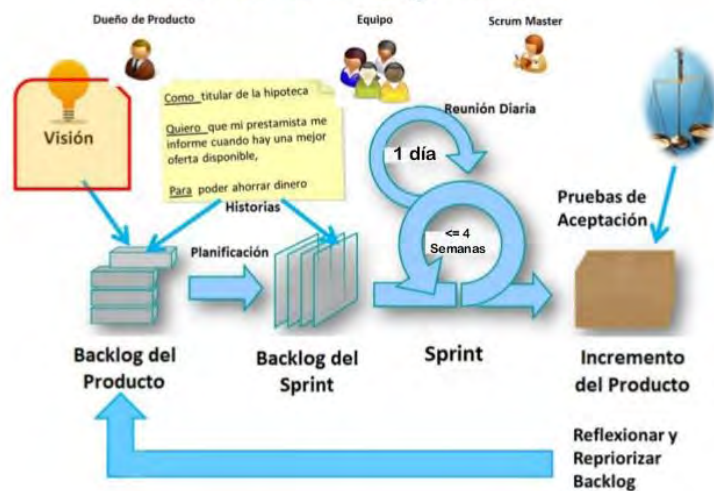 Dueño de Producto
Equipo
Scrum Master
Visión
Como titular de la hipoteca
Quiero que mi prestamista me
informe cuando hay una mejor
oferta disponible,
Para poder ahorrar dinero
Historias
Reunión Diaria
1 día
<= 4
Semanas
Pruebas de
Aceptación
Planificación
Backlog del
Producto
Backlog del
Sprint
Sprint
Incremento
del Producto
Reflexionar y
Repriorizar
Backlog